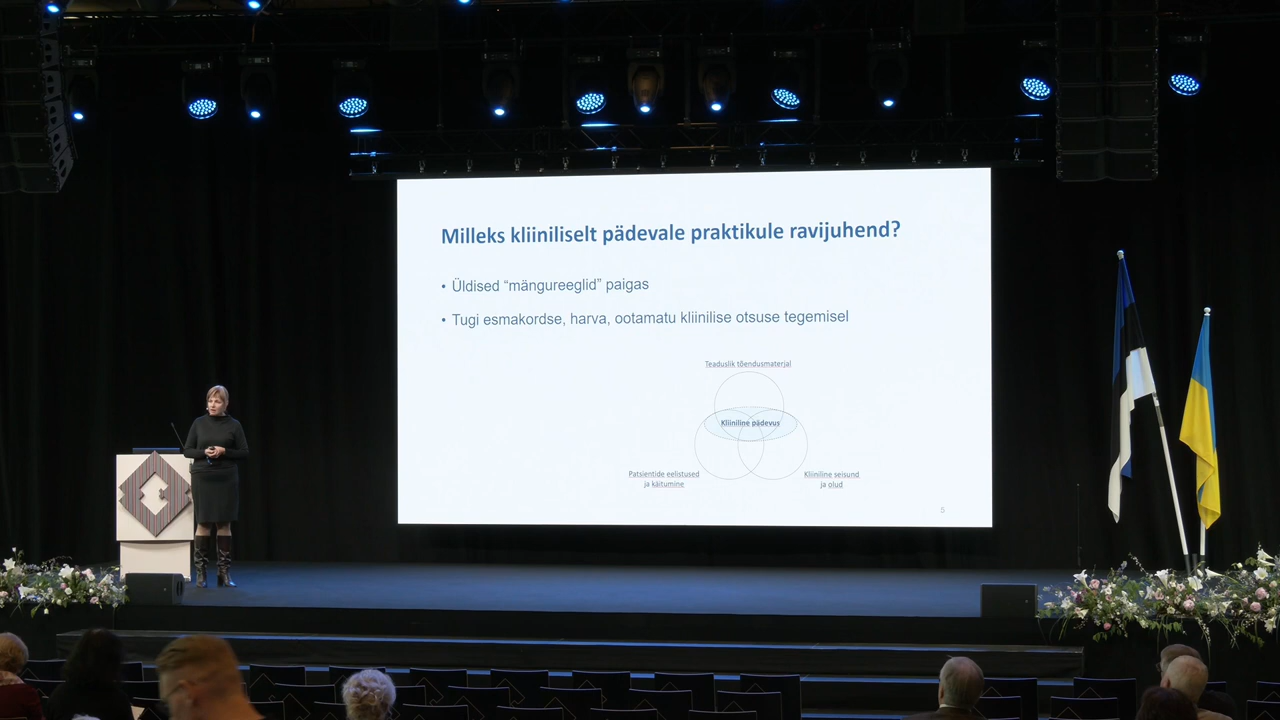 Milleks kliiniliselt pädevale praktikule ravijuhend?
• Üldised “mängureeglid” paigas
• Tugi esmakordse, harva, ootamatu kliinilise otsuse tegemisel
Teaduslik tõendusmaterjal
Kliiniline pädevus
Patsientide eelistused
ja käitumine
Kliiniline seisund
ja olud
5